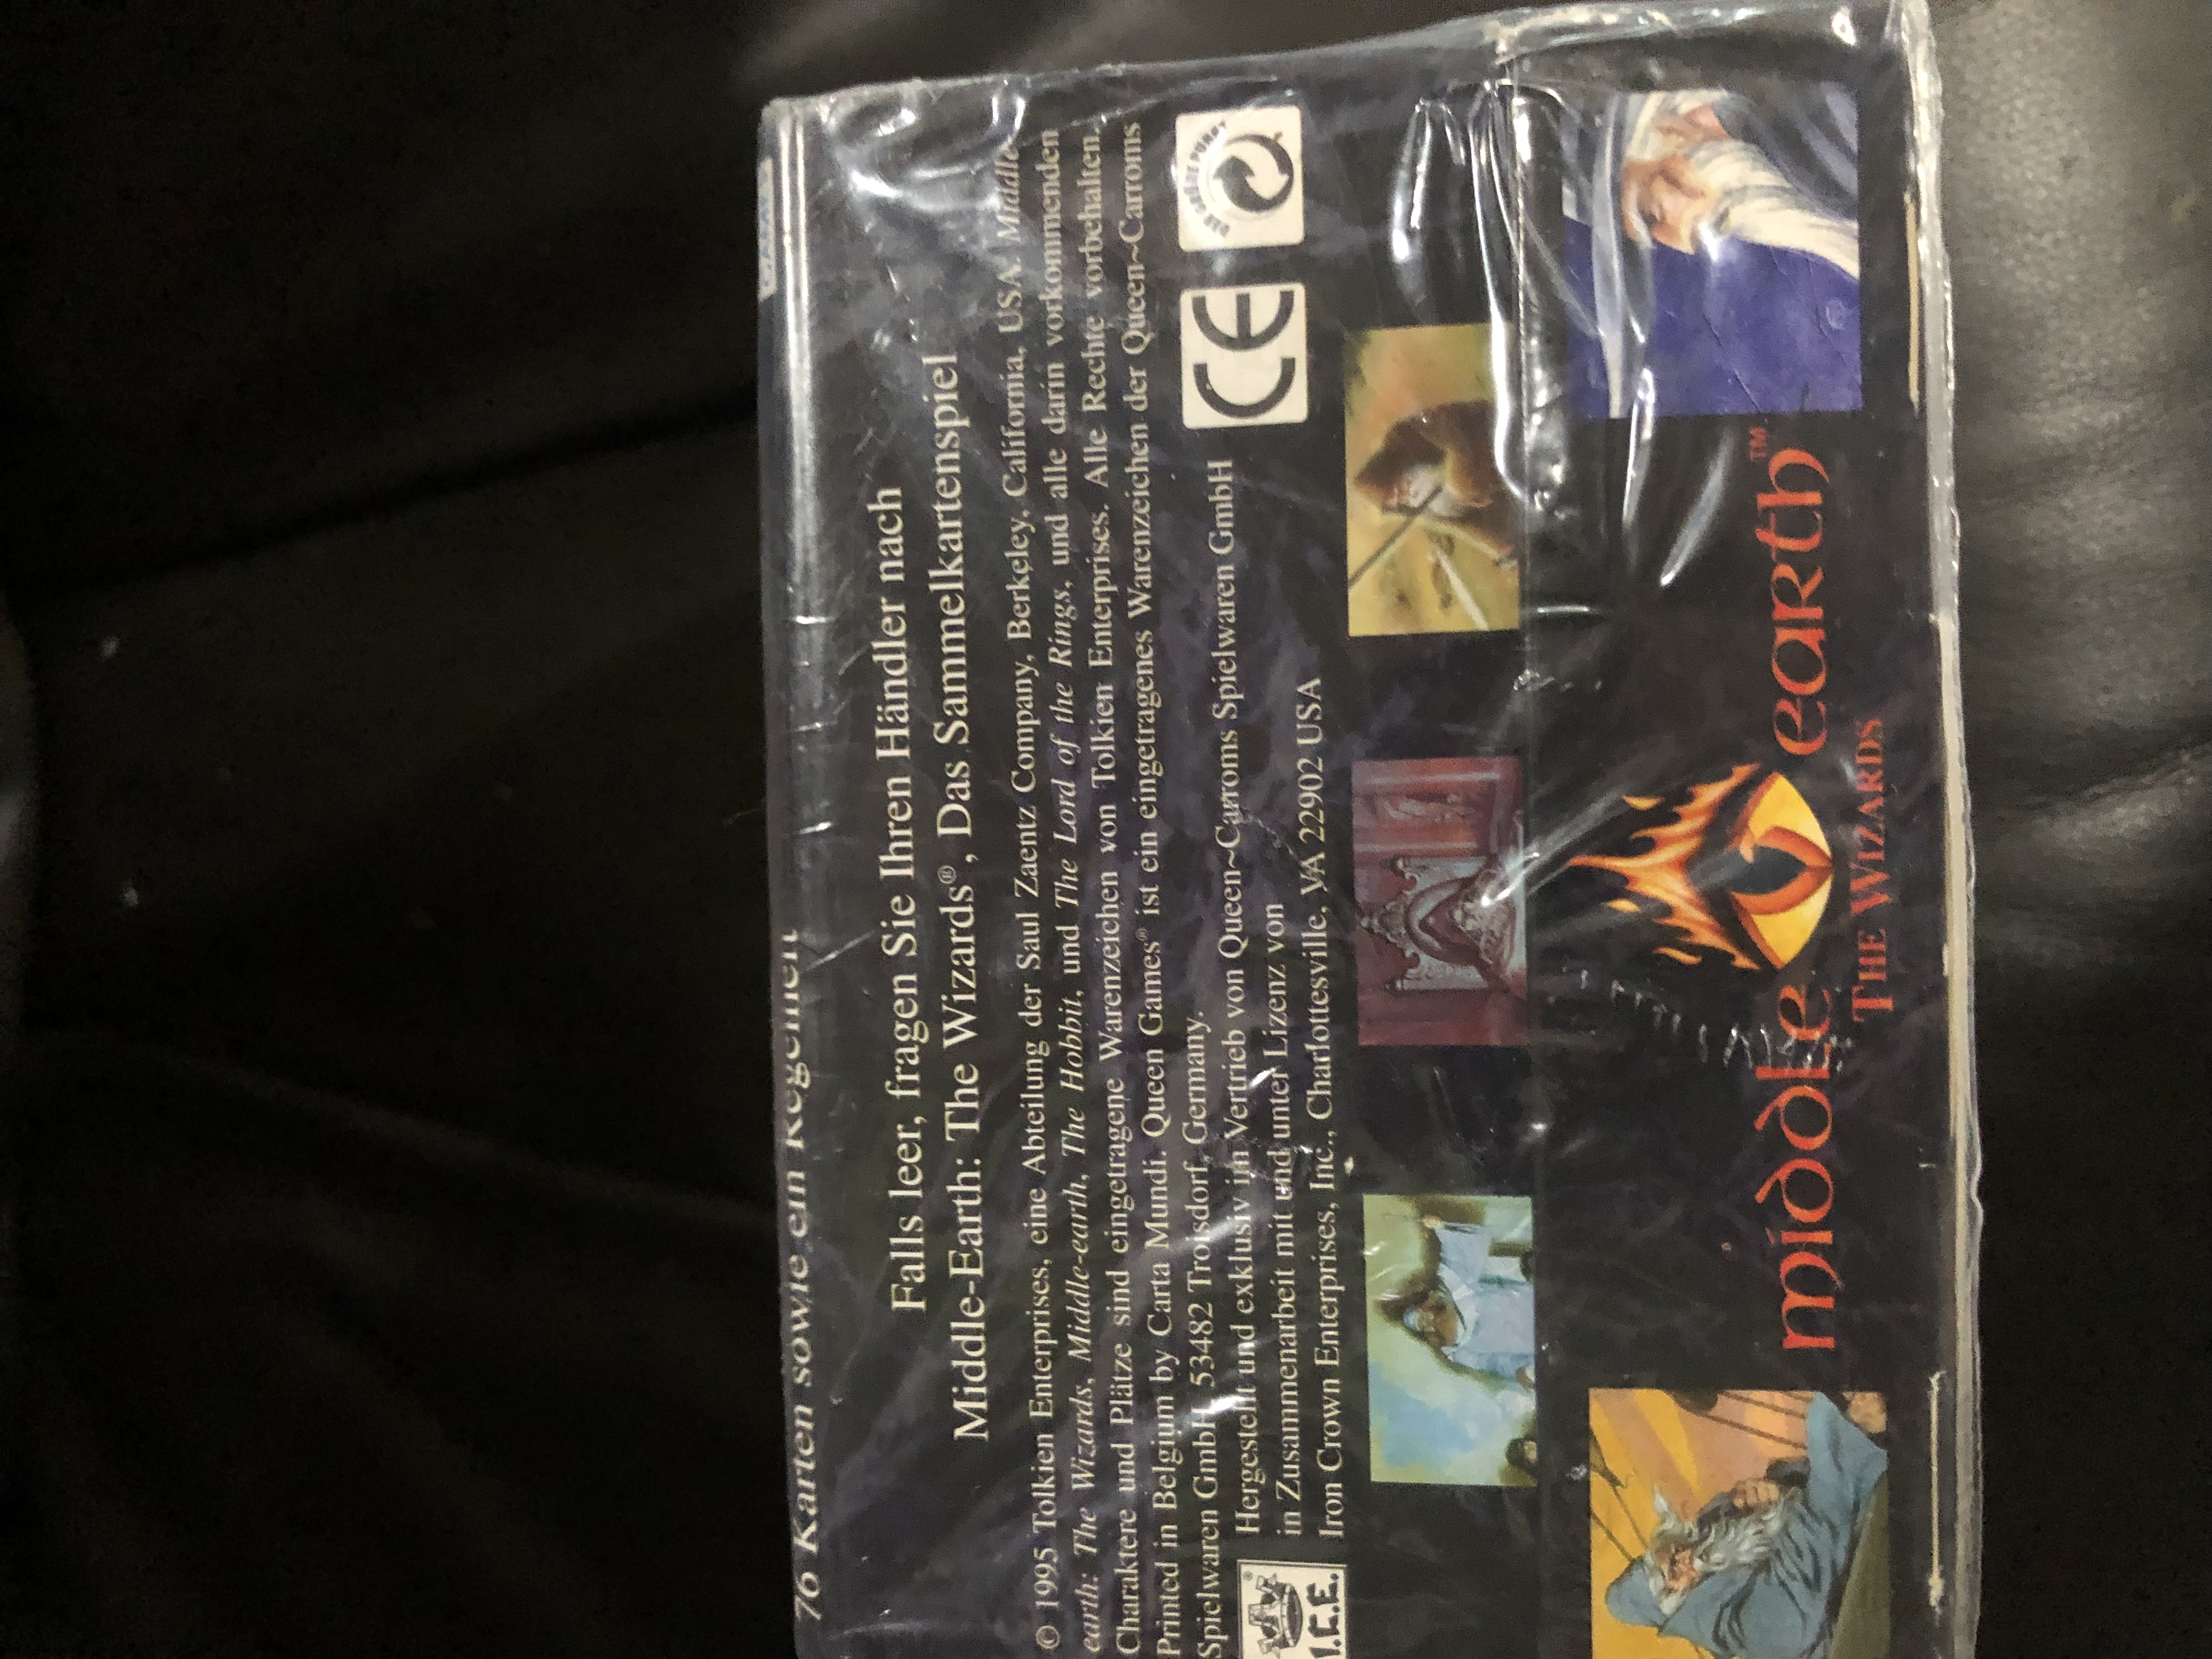 76 Karten sowie ein
Falls leer, fragen Sie Ihren Händler nach
Middle-Earth: The Wizards®, Das Sammelkartenspiel
© 1995 Tolkien Enterprises, eine Abteilung der Saul Zaentz Company, Berkeley, California, USA. Middle-
earth: The Wizards, Middle-earth, The Hobbit, und The Lord of the Rings, und alle darin vorkommenden
Charaktere und Plätze sind eingetragene Warenzeichen von Tolkien Enterprises. Alle Rechte vorbehalten.
Printed in Belgium by Carta Mundi. Queen Games® ist ein eingetragenes Warenzeichen der Queen~Carroms
Spielwaren GmbH, 53482 Troisdorf, Germany.
Hergestellt und exklusiv im Vertrieb von Queen~Carroms Spielwaren GmbH
in Zusammenarbeit mit und unter Lizenz von
Iron Crown Enterprises, Inc., Charlottesville, VA 22902 USA
I.C.E.®
CE
DER GRÜNE PUNKT
middle earth™
THE WIZARDS